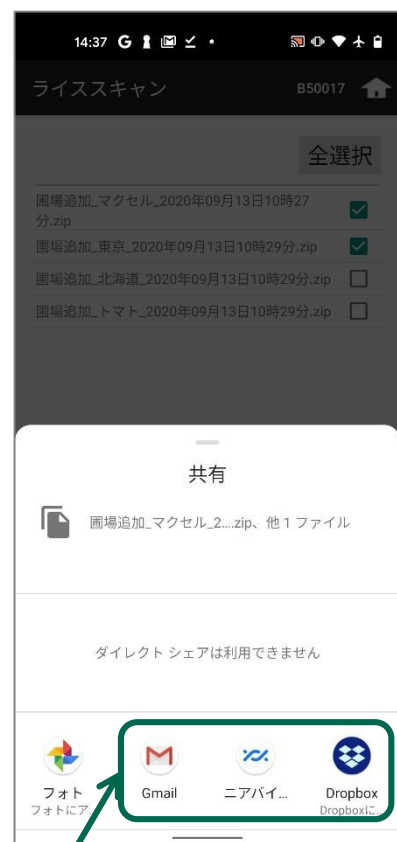 14:37 G
ライススキャン B50017
全選択
圃場追加_マクセル_2020年09月13日10時27
分.zip
圃場追加_東京_2020年09月13日10時29分.zip
圃場追加_北海道_2020年09月13日10時29分.zip
圃場追加_トマト_2020年09月13日10時29分.zip
共有
圃場追加_マクセル_2....zip、他 1 ファイル
ダイレクト シェアは利用できません
フォト Gmail ニアバイ... Dropbox
フォトにア Dropboxに...